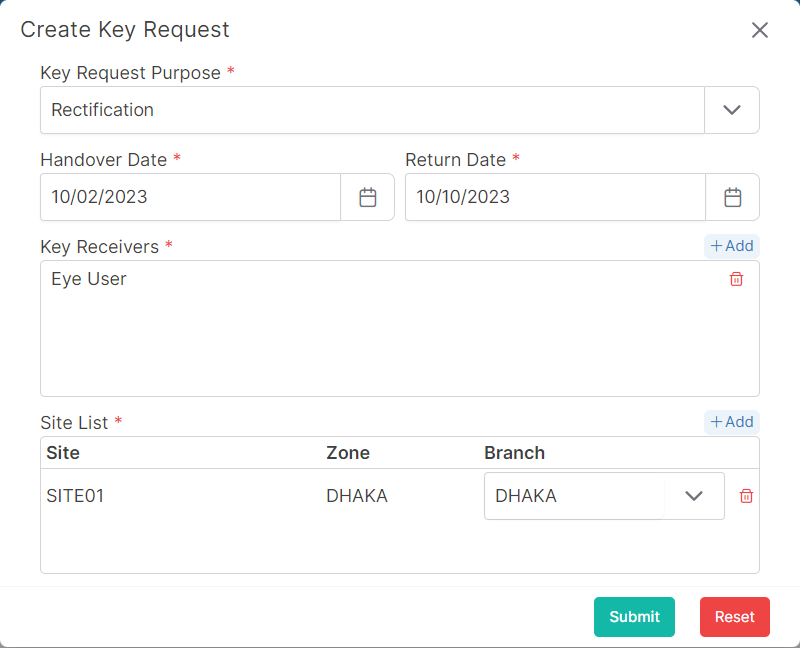 Create Key Request
Key Request Purpose *
Rectification
Handover Date * Return Date *
10/02/2023 10/10/2023
Key Receivers * +Add
Eye User
Site List * +Add
Site Zone Branch
SITE01 DHAKA DHAKA
Submit Reset